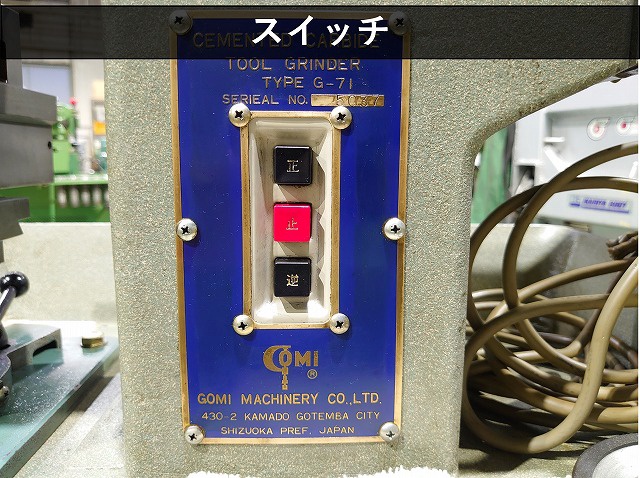 スイッチ
CEMENTED CARBIDE
TOOL GRINDER
TYPE G-71
SERIEAL NO.
正
止
逆
GOMI
®
GOMI MACHINERY CO.,LTD.
430-2 KAMADO GOTEMBA CITY
SHIZUOKA PREF. JAPAN